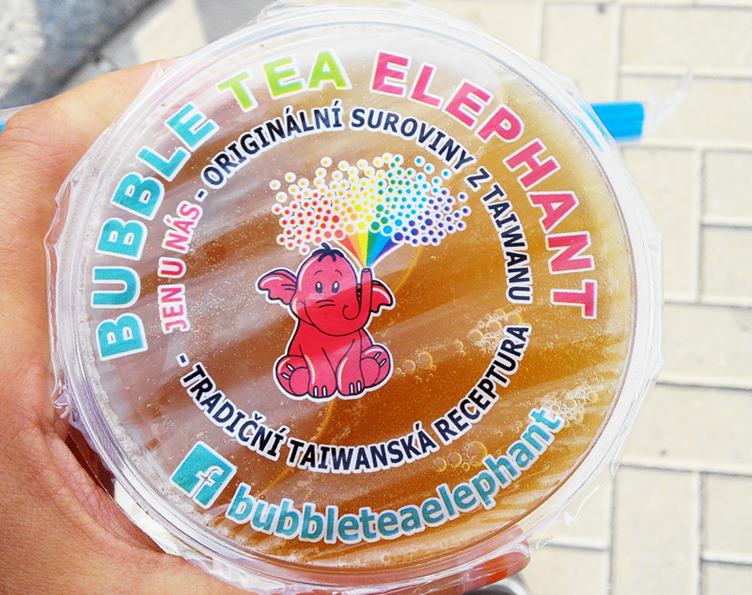 BUBBLE TEA ELEPHANT
JEN U NÁS - ORIGINÁLNÍ SUROVINY Z TAIWANU
- TRADIČNÍ TAIWANSKÁ RECEPTURA
f bubbleteaelephant